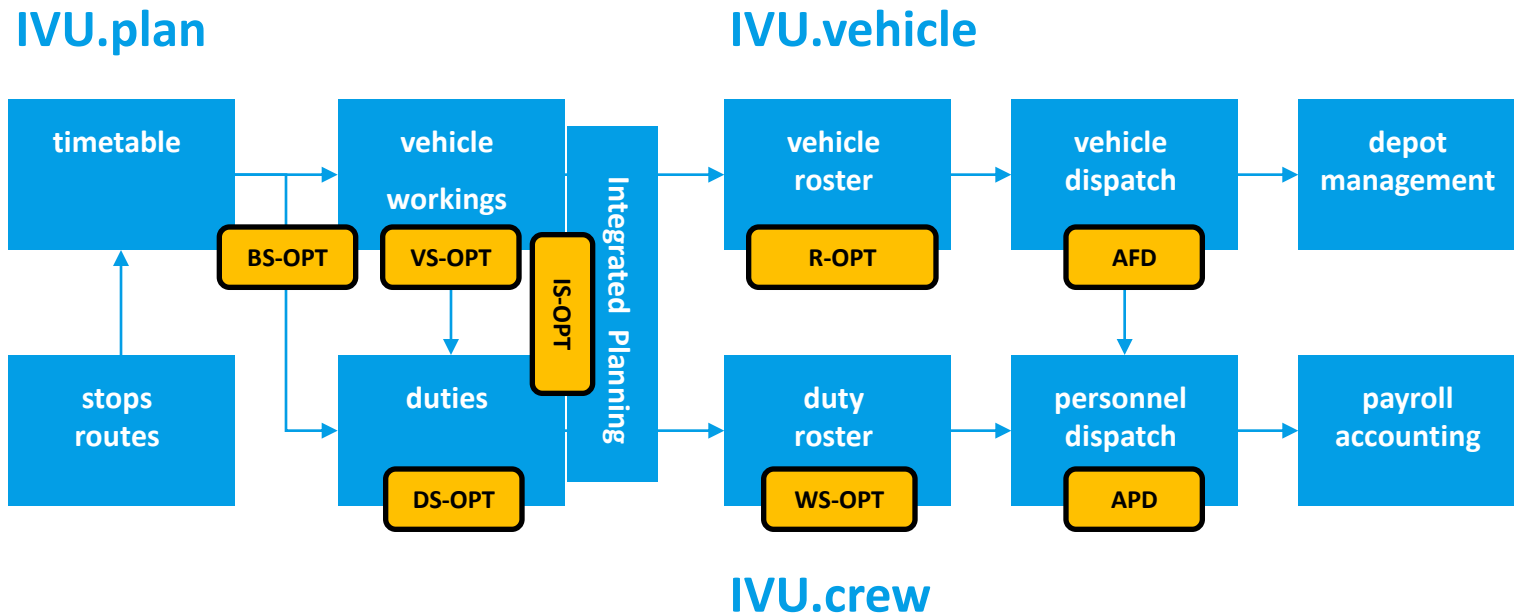 IVU.plan
IVU.vehicle
timetable
vehicle
workings
vehicle
roster
vehicle
dispatch
depot
management
Integrated Planning
BS-OPT
VS-OPT
IS-OPT
R-OPT
AFD
stops
routes
duties
duty
roster
personnel
dispatch
payroll
accounting
DS-OPT
WS-OPT
APD
IVU.crew